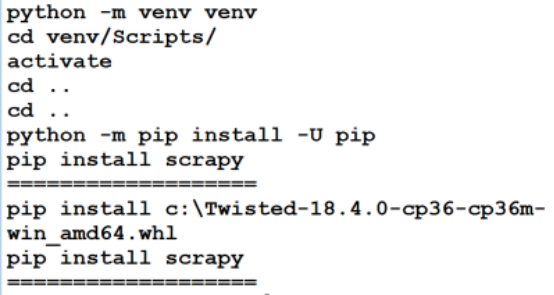 python -m venv venv
cd venv/Scripts/
activate
cd ..
cd ..
python -m pip install -U pip
pip install scrapy
===================
pip install c:\Twisted-18.4.0-cp36-cp36m-
win_amd64.whl
pip install scrapy
===================